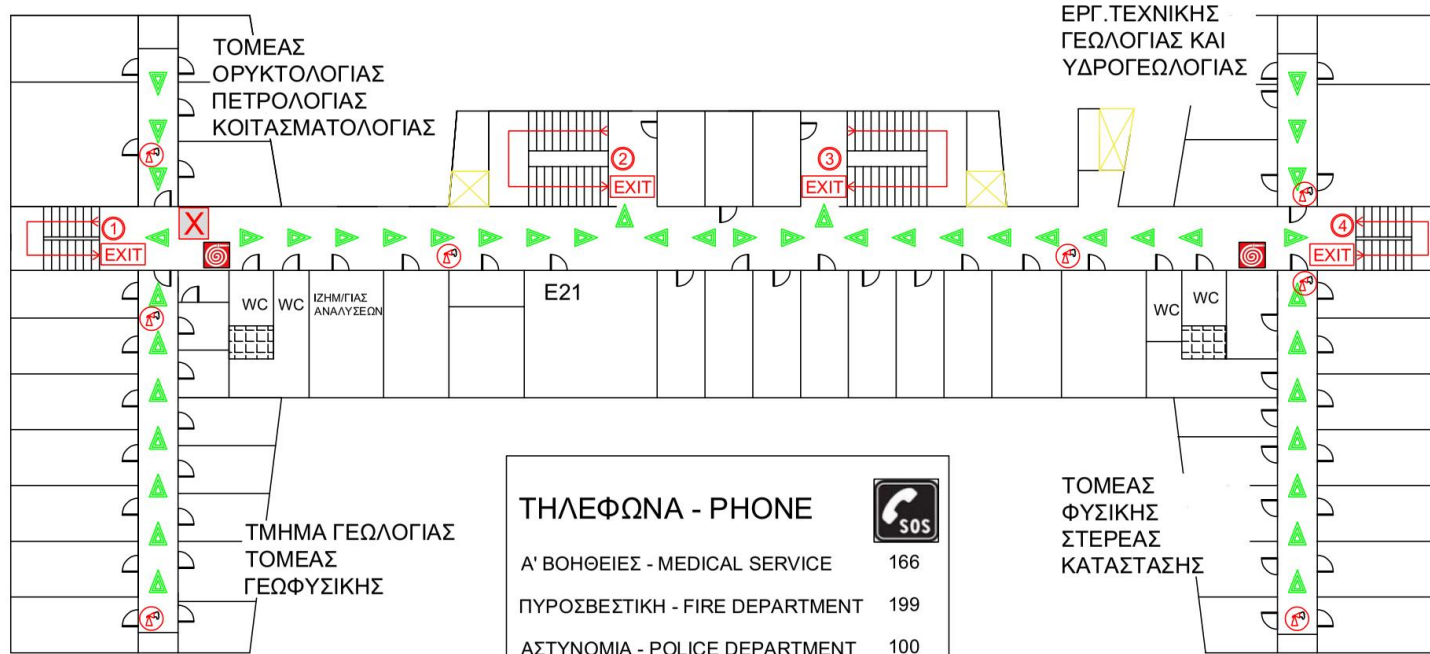 ΤΟΜΕΑΣ
ΟΡΥΚΤΟΛΟΓΙΑΣ
ΠΕΤΡΟΛΟΓΙΑΣ
ΚΟΙΤΑΣΜΑΤΟΛΟΓΙΑΣ
ΕΡΓ.ΤΕΧΝΙΚΗΣ
ΓΕΩΛΟΓΙΑΣ ΚΑΙ
ΥΔΡΟΓΕΩΛΟΓΙΑΣ
2
EXIT
3
EXIT
1
EXIT
X
4
EXIT
WC
WC
ΙΖΗΜ/ΓΙΑΣ
ΑΝΑΛΥΣΕΩΝ
E21
WC
WC
ΤΜΗΜΑ ΓΕΩΛΟΓΙΑΣ
ΤΟΜΕΑΣ
ΓΕΩΦΥΣΙΚΗΣ
ΤΗΛΕΦΩΝΑ - PHONE
SOS
Α' ΒΟΗΘΕΙΕΣ - MEDICAL SERVICE 166
ΠΥΡΟΣΒΕΣΤΙΚΗ - FIRE DEPARTMENT 199
ΑΣΤΥΝΟΜΙΑ - POLICE DEPARTMENT 100
ΤΟΜΕΑΣ
ΦΥΣΙΚΗΣ
ΣΤΕΡΕΑΣ
ΚΑΤΑΣΤΑΣΗΣ